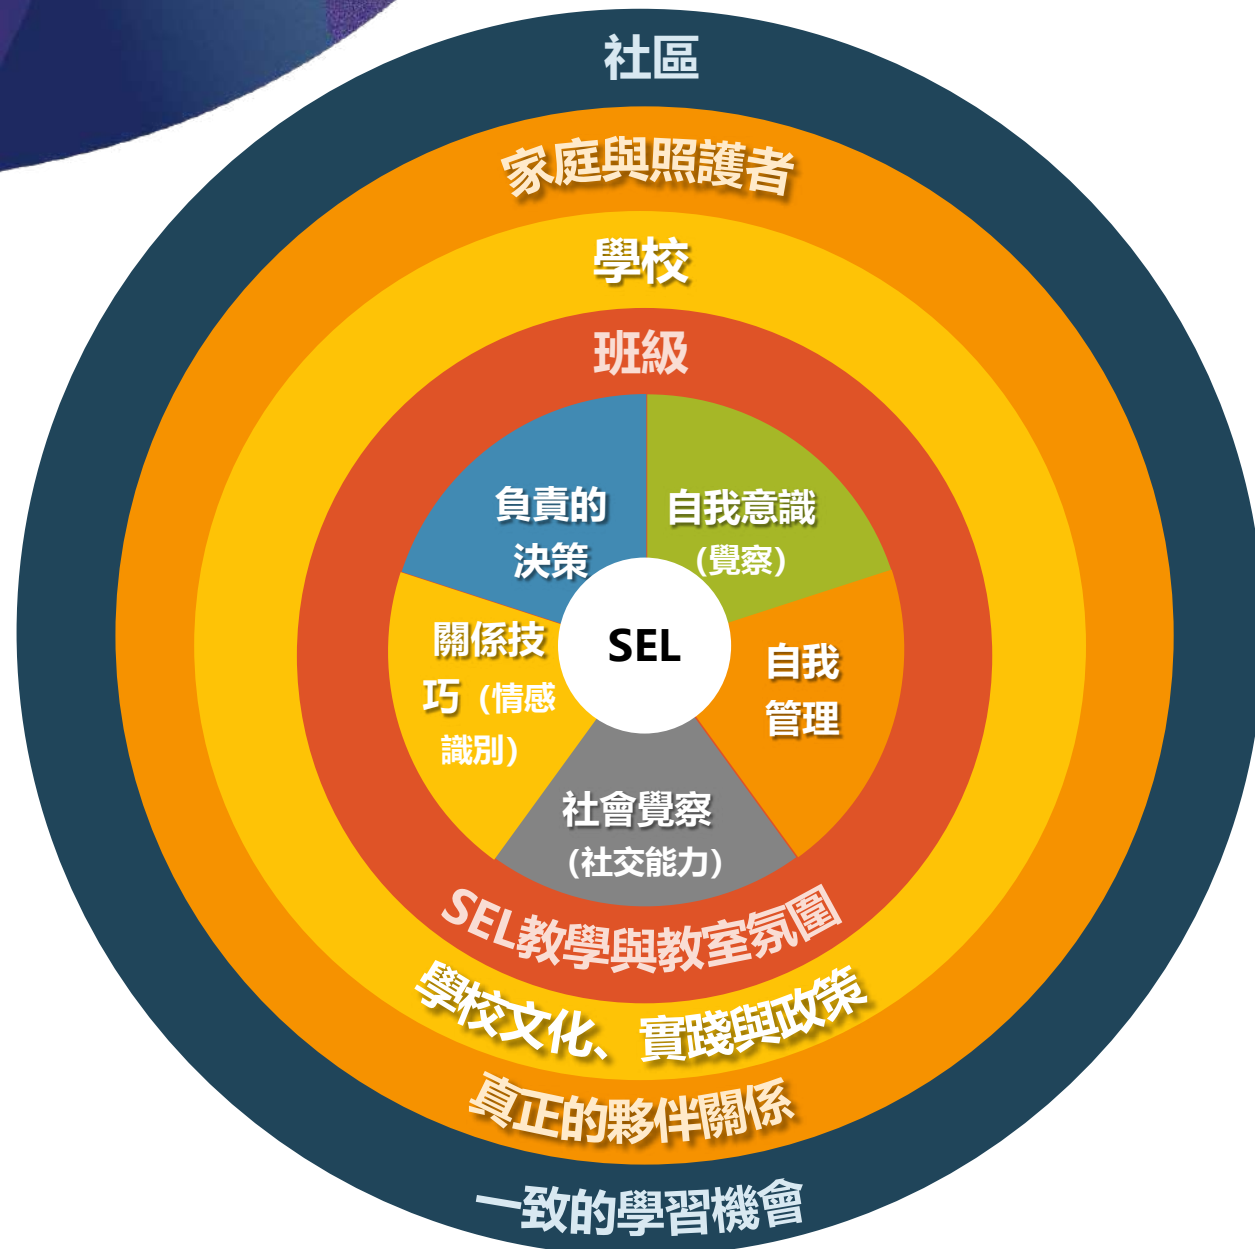 社區
家庭與照護者
學校
班級
負責的
決策
自我意識
（覺察）
SEL
關係技
巧（情感
識別）
自我
管理
社會覺察
（社交能力）
SEL教學與教室氛圍
學校文化、實踐與政策
真正的夥伴關係
一致的學習機會